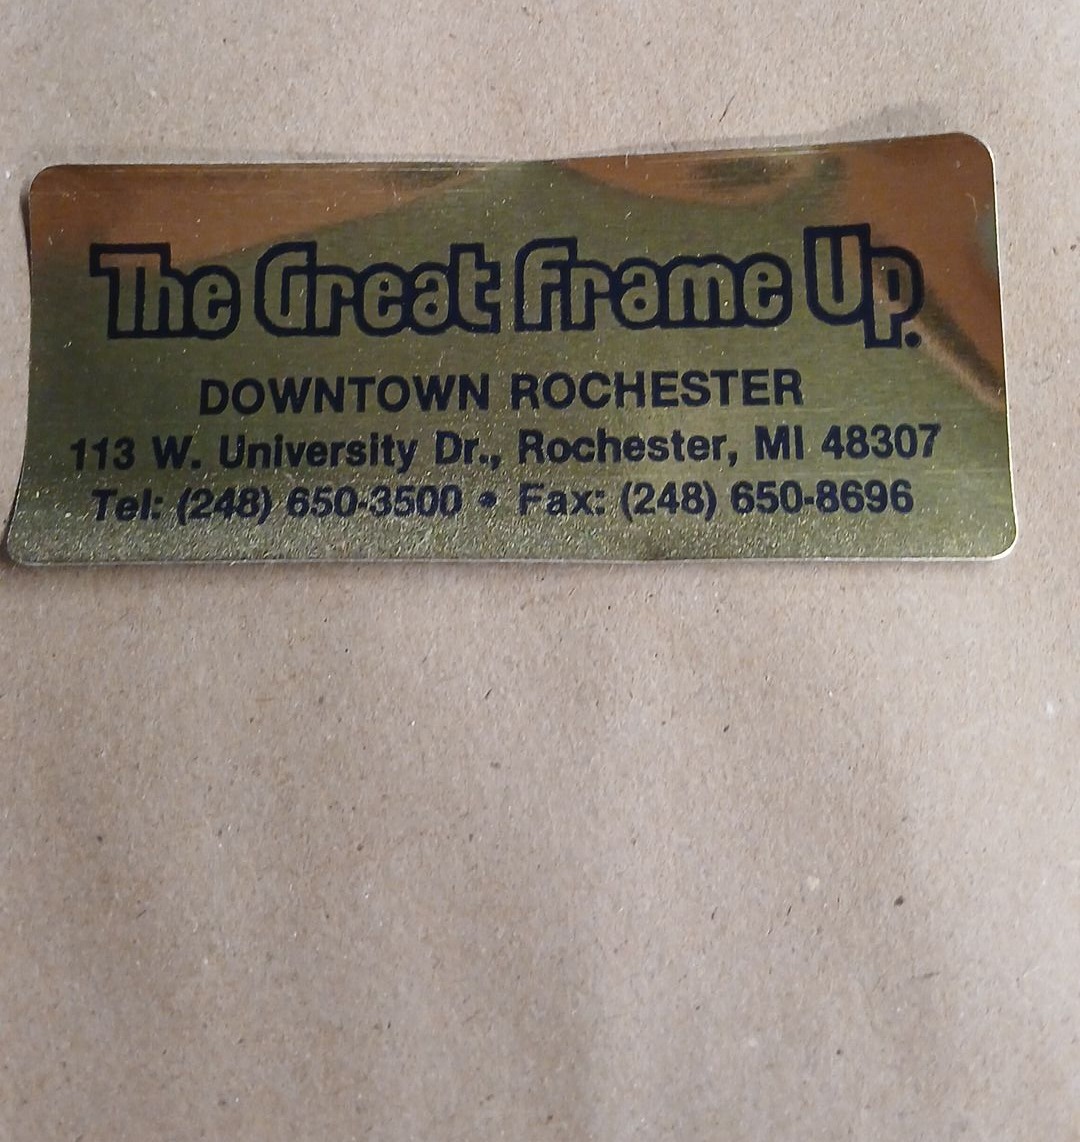 The Great Frame Up.
DOWNTOWN ROCHESTER
113 W. University Dr., Rochester, MI 48307
Tel: (248) 650-3500 • Fax: (248) 650-8696